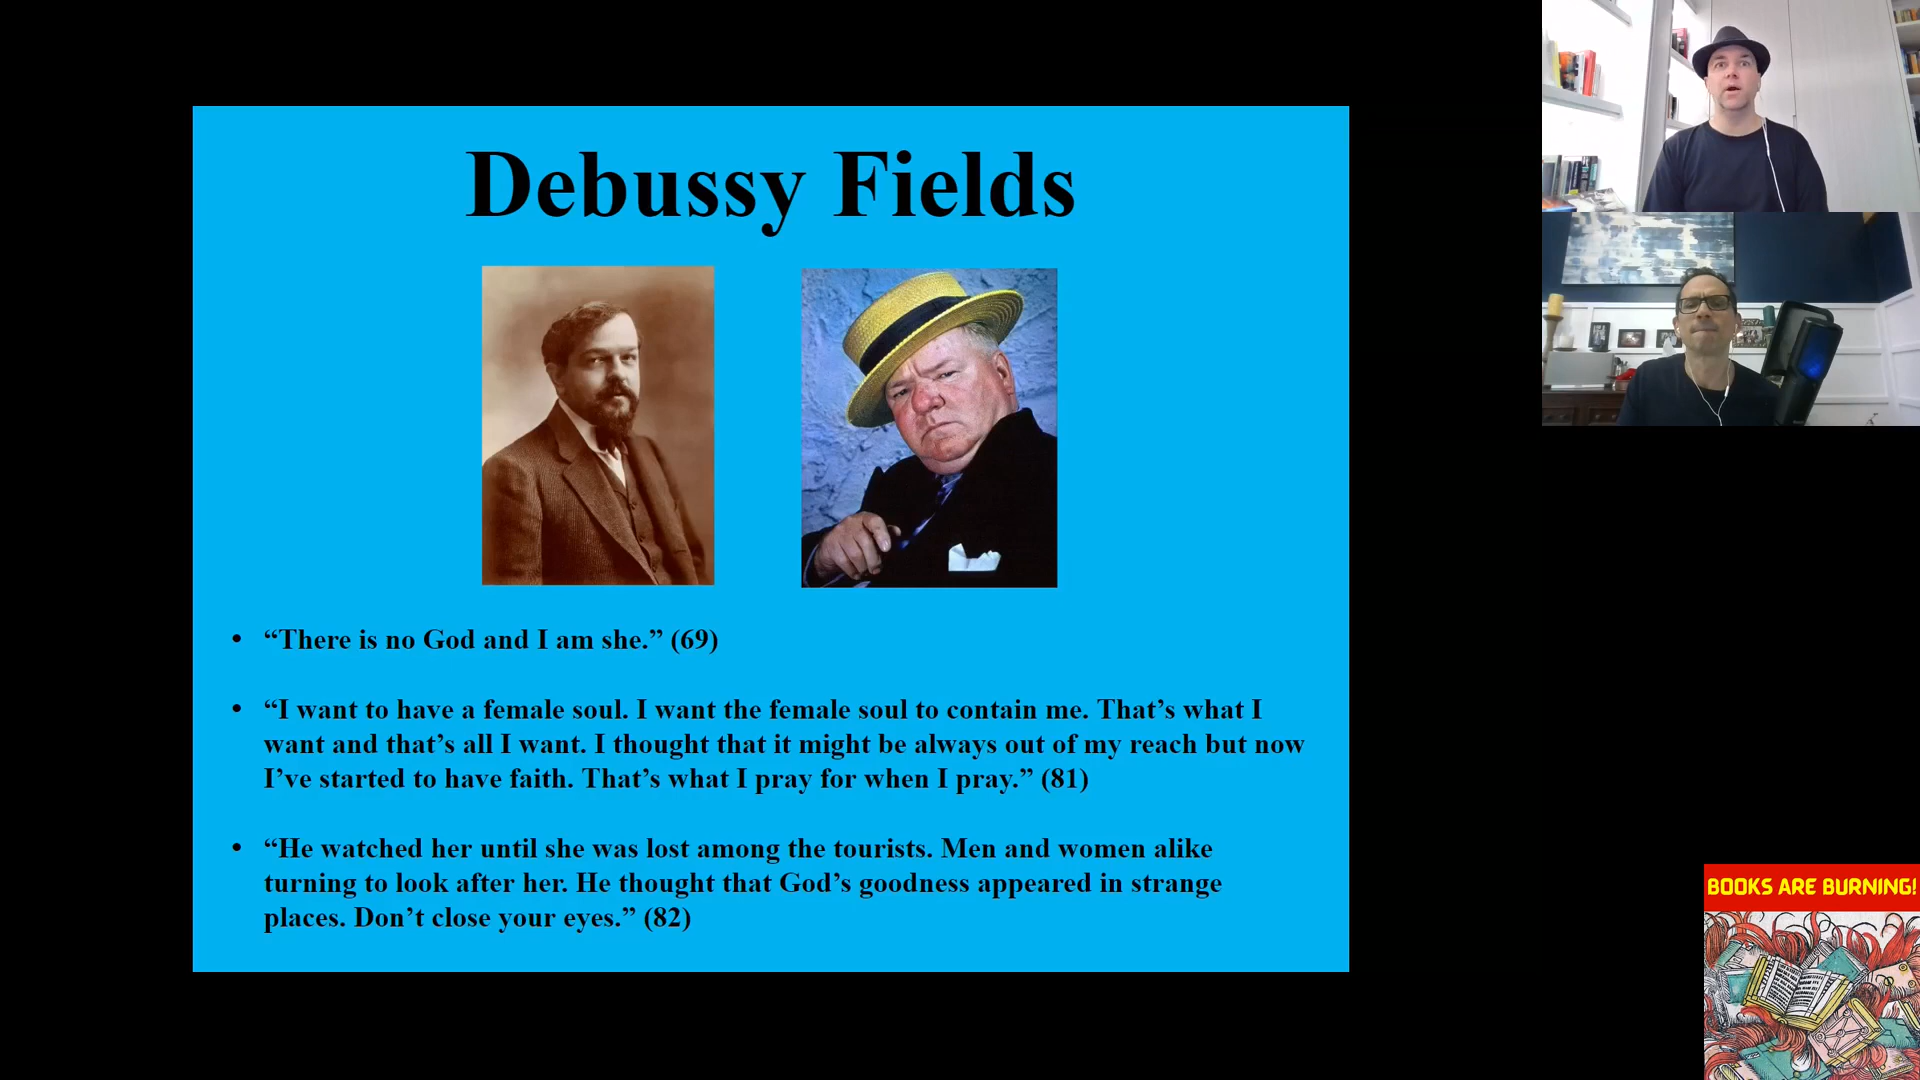 Debussy Fields
• “There is no God and I am she.” (69)
• “I want to have a female soul. I want the female soul to contain me. That’s what I
want and that’s all I want. I thought that it might be always out of my reach but now
I’ve started to have faith. That’s what I pray for when I pray.” (81)
• “He watched her until she was lost among the tourists. Men and women alike
turning to look after her. He thought that God’s goodness appeared in strange
places. Don’t close your eyes.” (82)
BOOKS ARE BURNING!